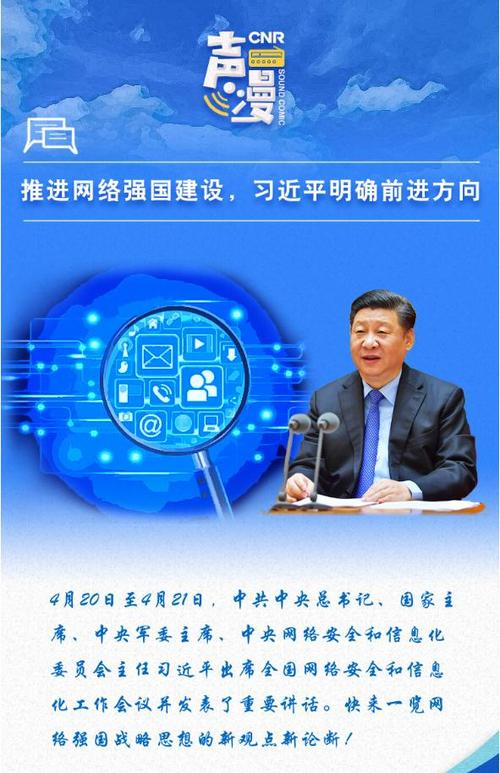 CNR
声漫
SOUND COMIC
推进网络强国建设，习近平明确前进方向
@
4月20日至4月21日，中共中央总书记、国家主
席、中央军委主席、中央网络安全和信息化
委员会主任习近平出席全国网络安全和信息
化工作会议并发表了重要讲话。快来一览网
络强国战略思想的新观点新论断！